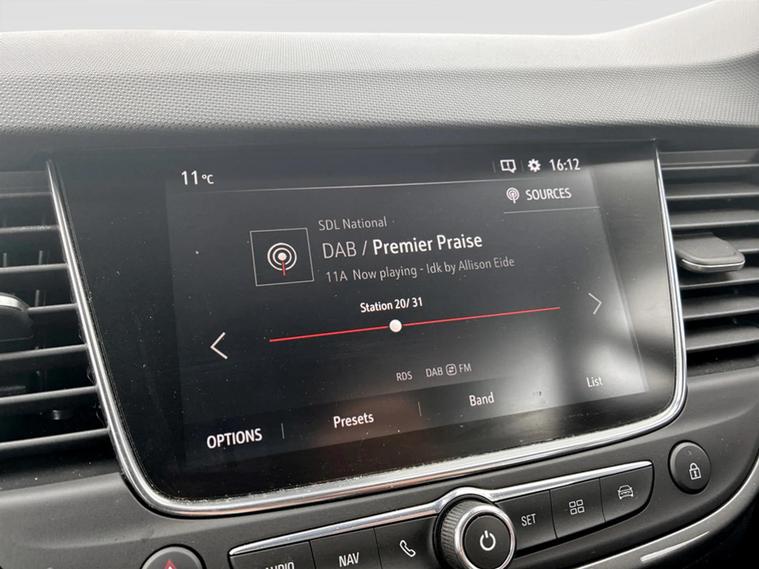 11 °C
16:12
SOURCES
SDL National
DAB / Premier Praise
11A Now playing - Idk by Allison Eide
Station 20/ 31
RDS DAB FM
OPTIONS Presets Band List
AUDIO NAV SET